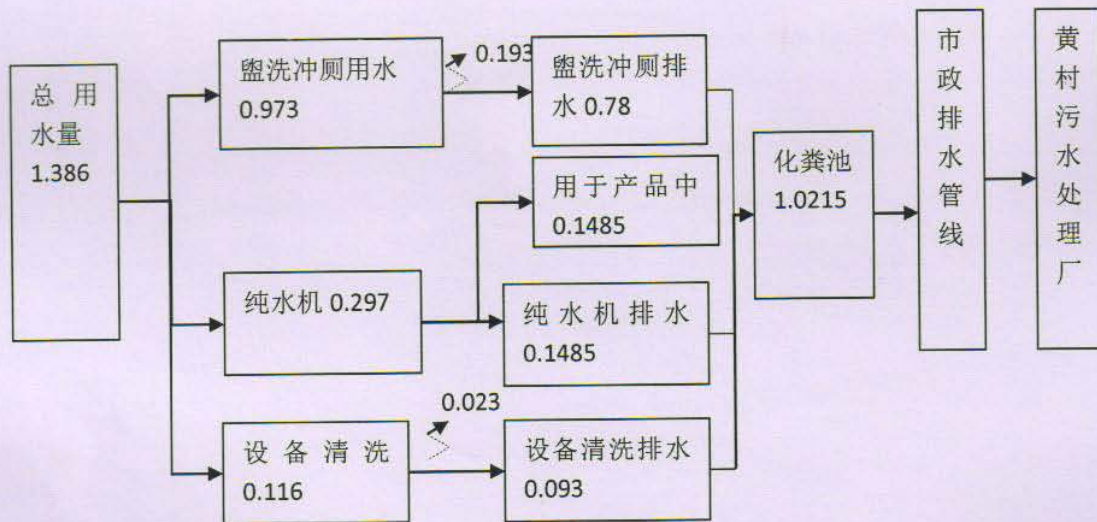 总用
水量
1.386
盥洗冲厕用水
0.973
0.193
盥洗冲厕排
水 0.78
用于产品中
0.1485
纯水机 0.297
纯水机排水
0.1485
设备清洗
0.116
0.023
设备清洗排水
0.093
化粪池
1.0215
市政排水管线
黄村污水处理厂